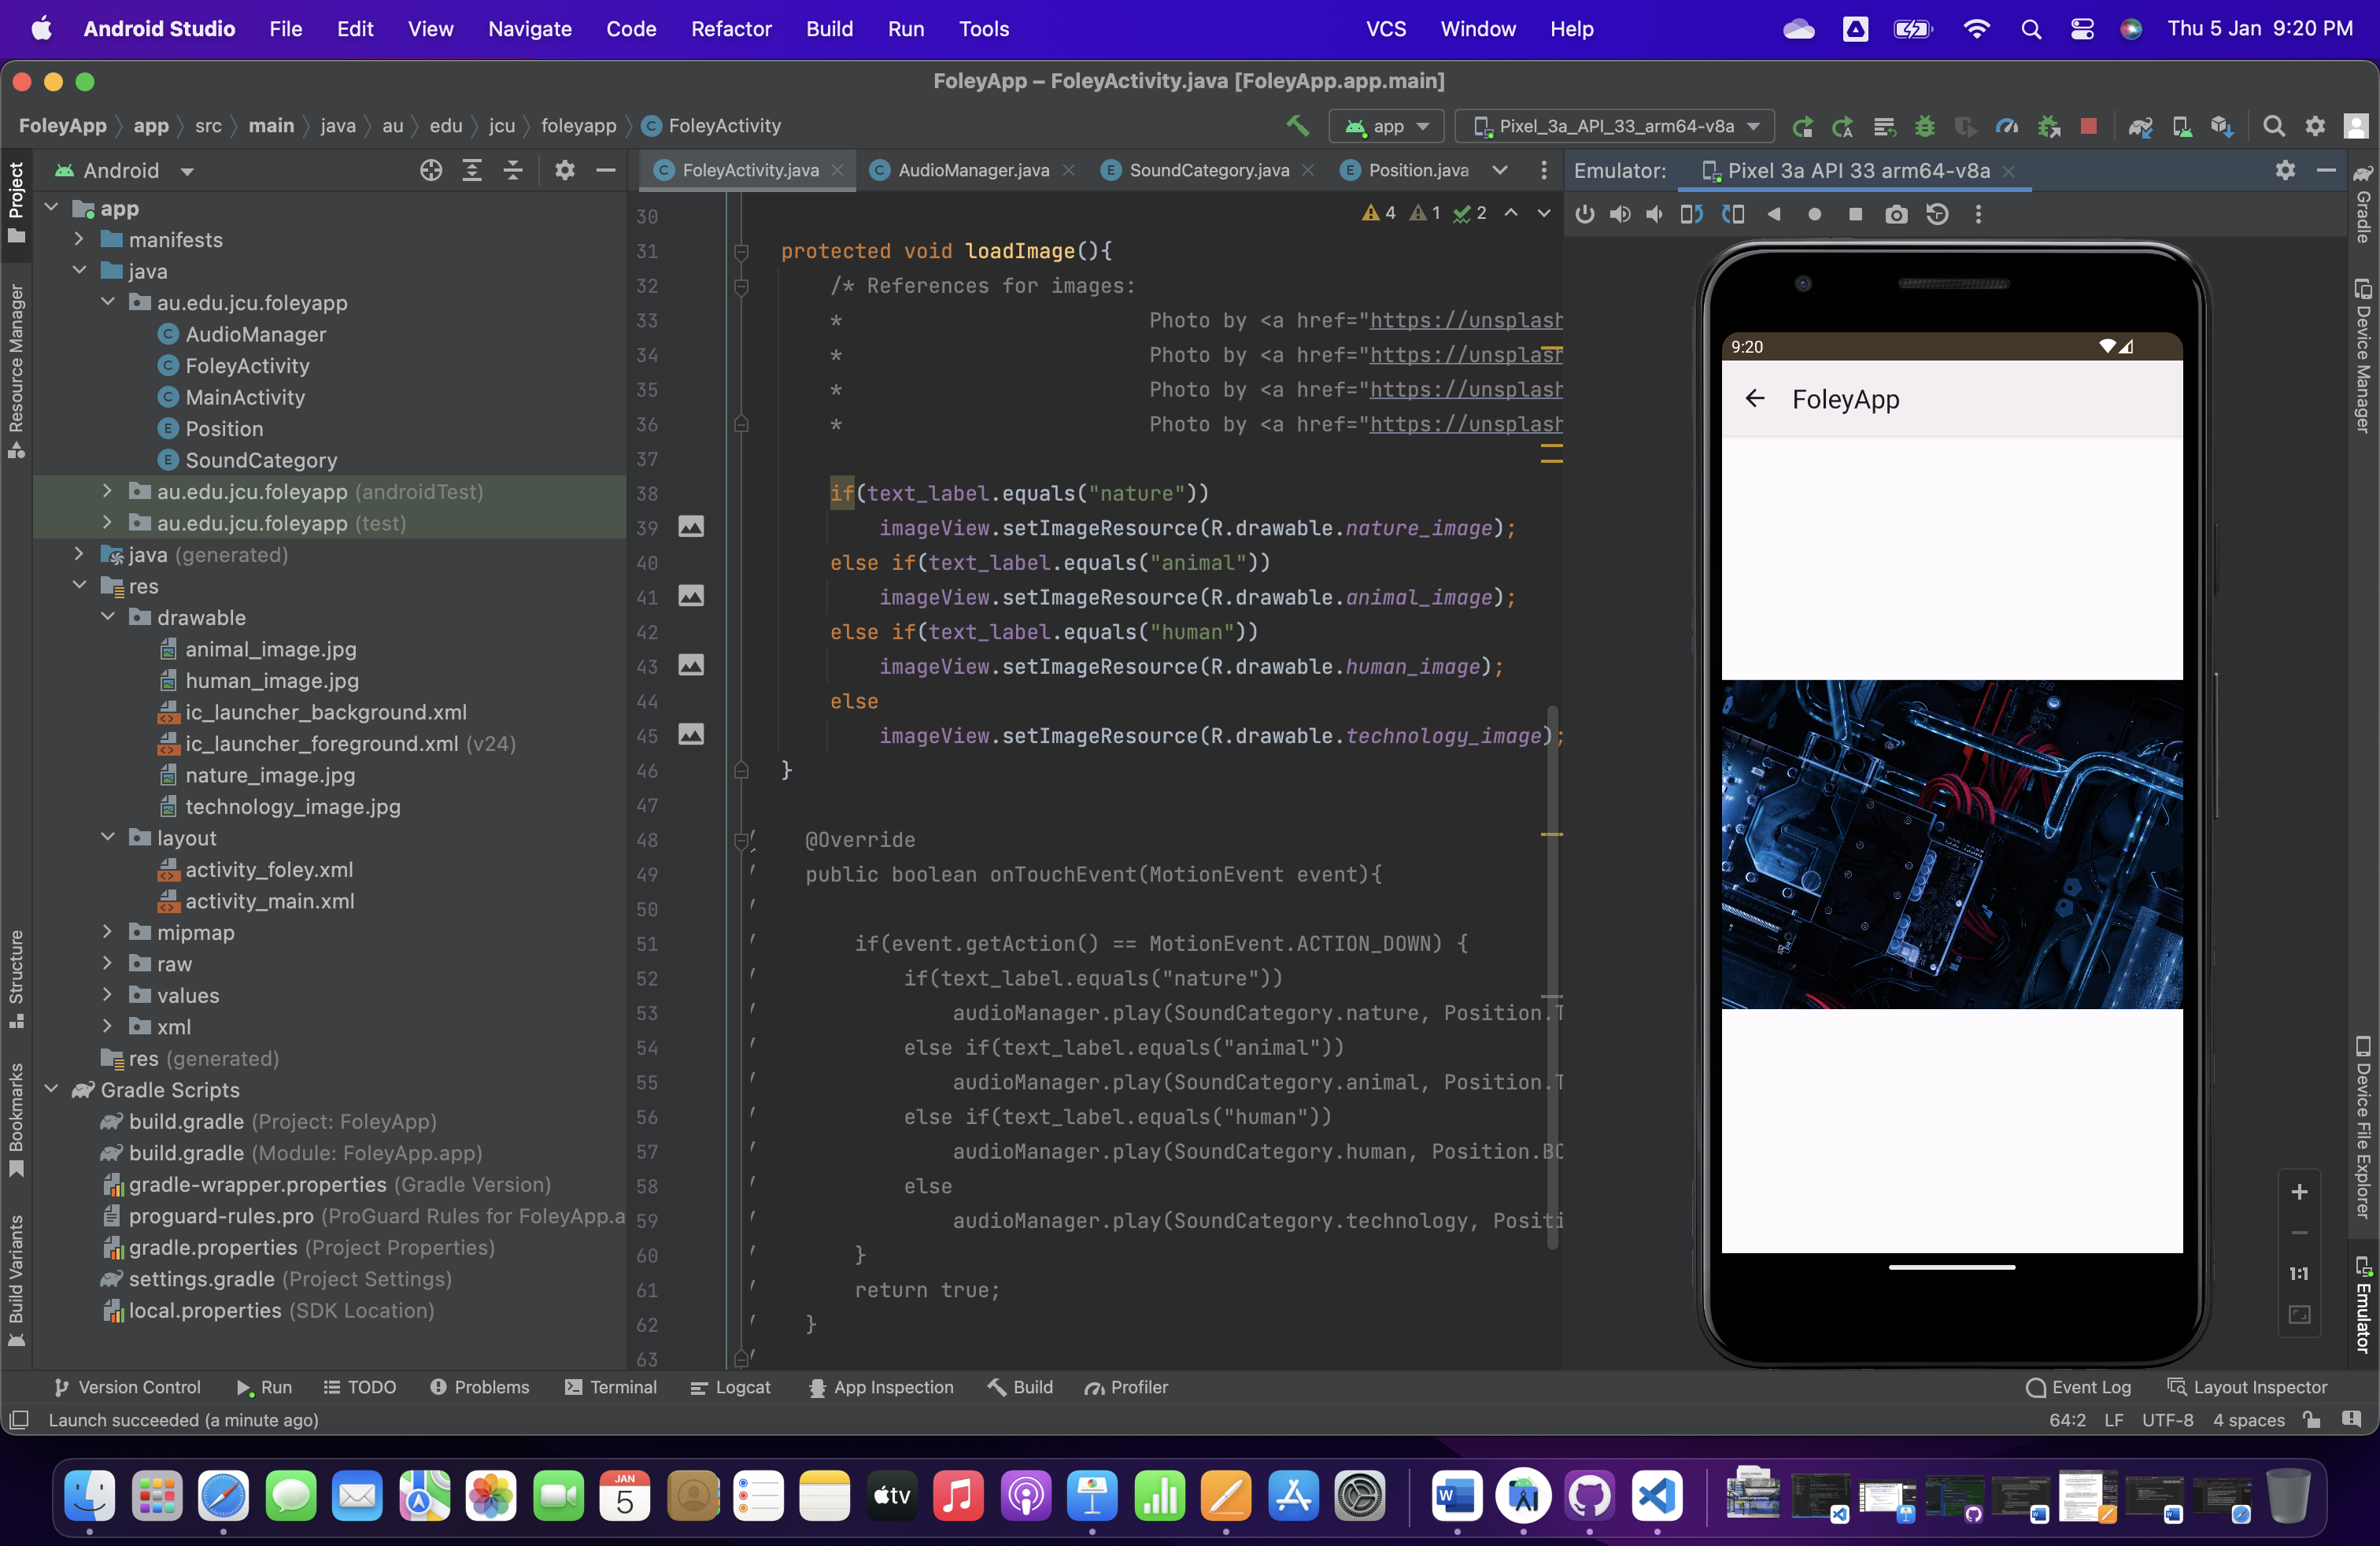 Android Studio File Edit View Navigate Code Refactor Build Run Tools VCS Window Help Thu 5 Jan 9:20 PM
FoleyApp – FoleyActivity.java [FoleyApp.app.main]
FoleyApp app src main java au edu jcu foleyapp FoleyActivity app Pixel_3a_API_33_arm64-v8a
Project
Resource Manager
Structure
Bookmarks
Build Variants
Android
app
manifests
java
au.edu.jcu.foleyapp
AudioManager
FoleyActivity
MainActivity
Position
SoundCategory
au.edu.jcu.foleyapp (androidTest)
au.edu.jcu.foleyapp (test)
java (generated)
res
drawable
animal_image.jpg
human_image.jpg
ic_launcher_background.xml
ic_launcher_foreground.xml (v24)
nature_image.jpg
technology_image.jpg
layout
activity_foley.xml
activity_main.xml
mipmap
raw
values
xml
res (generated)
Gradle Scripts
build.gradle (Project: FoleyApp)
build.gradle (Module: FoleyApp.app)
gradle-wrapper.properties (Gradle Version)
proguard-rules.pro (ProGuard Rules for FoleyApp.a
gradle.properties (Project Properties)
settings.gradle (Project Settings)
local.properties (SDK Location)
FoleyActivity.java AudioManager.java SoundCategory.java Position.java
4 1 2
30
31 protected void loadImage(){
32 /* References for images:
33 * Photo by <a href="https://unsplash
34 * Photo by <a href="https://unsplash
35 * Photo by <a href="https://unsplash
36 * Photo by <a href="https://unsplash
37
38 if(text_label.equals("nature"))
39 imageView.setImageResource(R.drawable.nature_image);
40 else if(text_label.equals("animal"))
41 imageView.setImageResource(R.drawable.animal_image);
42 else if(text_label.equals("human"))
43 imageView.setImageResource(R.drawable.human_image);
44 else
45 imageView.setImageResource(R.drawable.technology_image);
46 }
47
48 / @Override
49 / public boolean onTouchEvent(MotionEvent event){
50 /
51 / if(event.getAction() == MotionEvent.ACTION_DOWN) {
52 / if(text_label.equals("nature"))
53 / audioManager.play(SoundCategory.nature, Position.T
54 / else if(text_label.equals("animal"))
55 / audioManager.play(SoundCategory.animal, Position.T
56 / else if(text_label.equals("human"))
57 / audioManager.play(SoundCategory.human, Position.BO
58 / else
59 / audioManager.play(SoundCategory.technology, Positi
60 / }
61 / return true;
62 / }
63 /
Emulator: Pixel 3a API 33 arm64-v8a
9:20
FoleyApp
1:1
Gradle
Device Manager
Device File Explorer
Emulator
Version Control Run TODO Problems Terminal Logcat App Inspection Build Profiler Event Log Layout Inspector
Launch succeeded (a minute ago) 64:2 LF UTF-8 4 spaces
JAN
5
tv
W